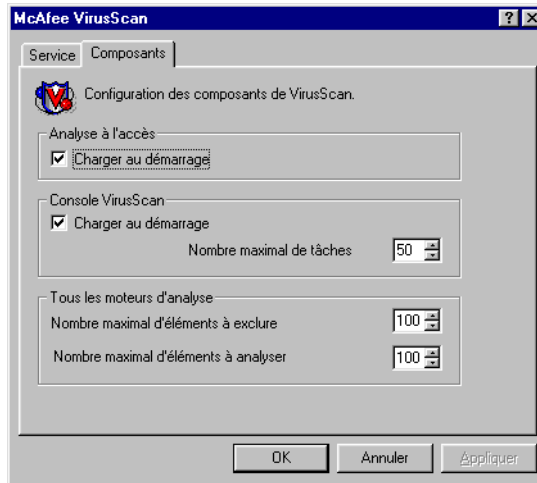 McAfee VirusScan
Service Composants
Configuration des composants de VirusScan.
Analyse à l'accès
Charger au démarrage
Console VirusScan
Charger au démarrage
Nombre maximal de tâches 50
Tous les moteurs d'analyse
Nombre maximal d'éléments à exclure 100
Nombre maximal d'éléments à analyser 100
OK Annuler Appliquer